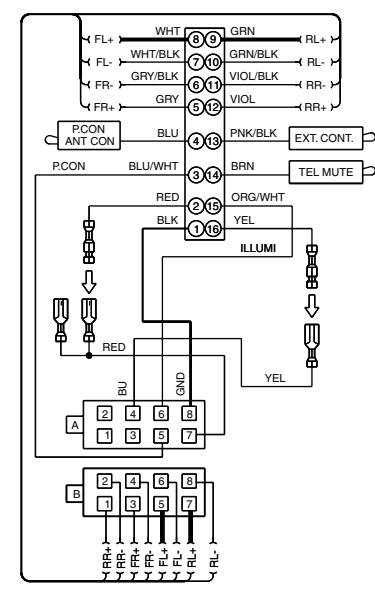 FL+ WHT 8 9 GRN RL+
FL- WHT/BLK 7 10 GRN/BLK RL-
FR- GRY/BLK 6 11 VIOL/BLK RR-
FR+ GRY 5 12 VIOL RR+
P.CON
ANT CON BLU 4 13 PNK/BLK EXT. CONT.
P.CON BLU/WHT 3 14 BRN TEL MUTE
RED 2 15 ORG/WHT
BLK 1 16 YEL
ILLUMI
RED
BU
GND
YEL
A
2 4 6 8
1 3 5 7
B
2 4 6 8
1 3 5 7
RR+ RR- FR+ FR- FL+ FL- RL+ RL-